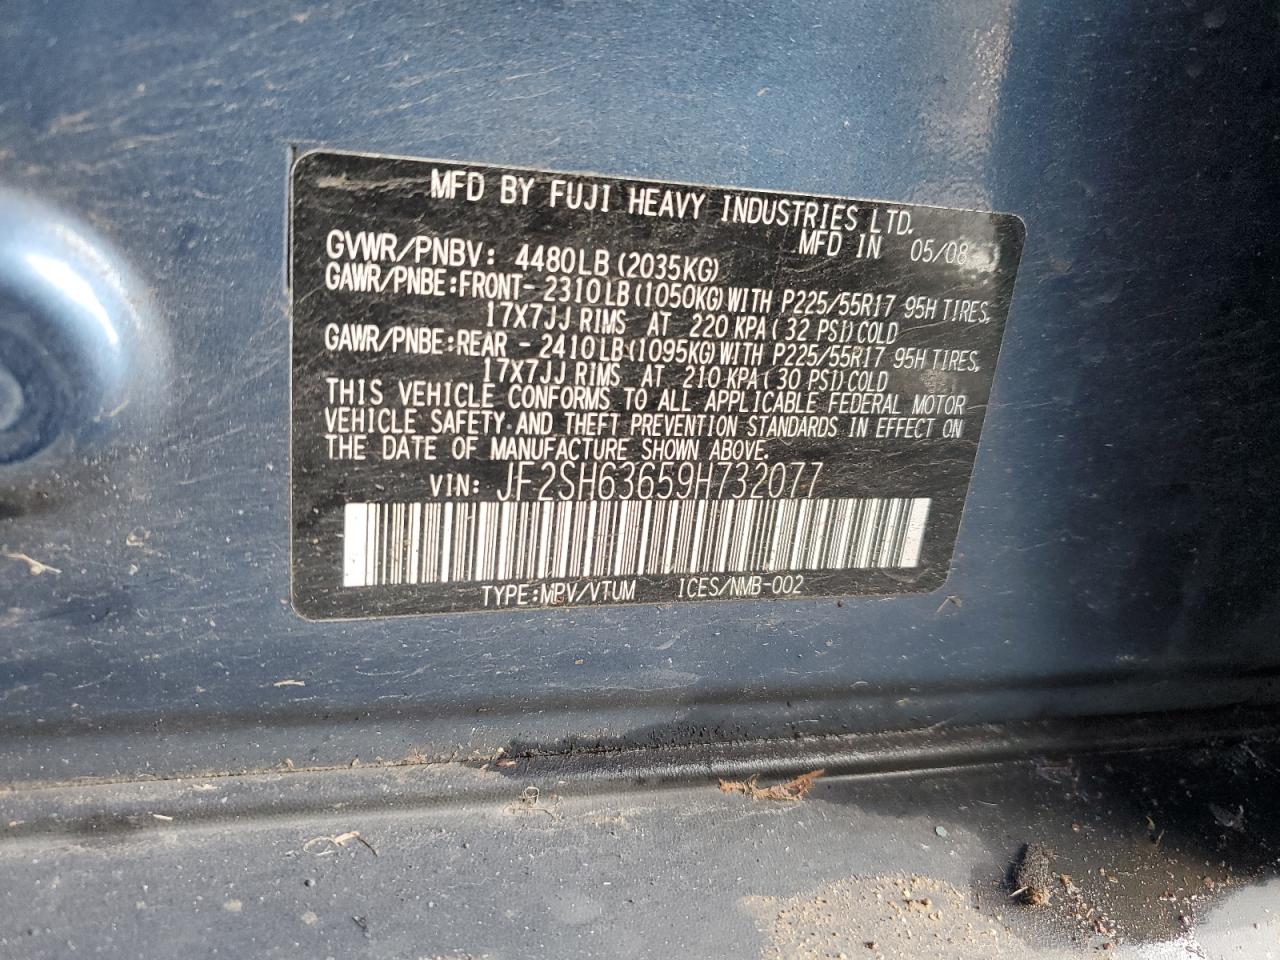 MFD BY FUJI HEAVY INDUSTRIES LTD.
MFD IN 05/08
GVWR/PNBV: 4480LB (2035KG)
GAWR/PNBE:FRONT- 2310LB (1050KG) WITH P225/55R17 95H TIRES,
17X7JJ RIMS AT 220 KPA (32 PSI) COLD
GAWR/PNBE:REAR - 2410LB (1095KG) WITH P225/55R17 95H TIRES,
17X7JJ RIMS AT 210 KPA (30 PSI) COLD
THIS VEHICLE CONFORMS TO ALL APPLICABLE FEDERAL MOTOR
VEHICLE SAFETY AND THEFT PREVENTION STANDARDS IN EFFECT ON
THE DATE OF MANUFACTURE SHOWN ABOVE.
VIN: JF2SH63659H732077
TYPE:MPV/VTUM ICES/NMB-002